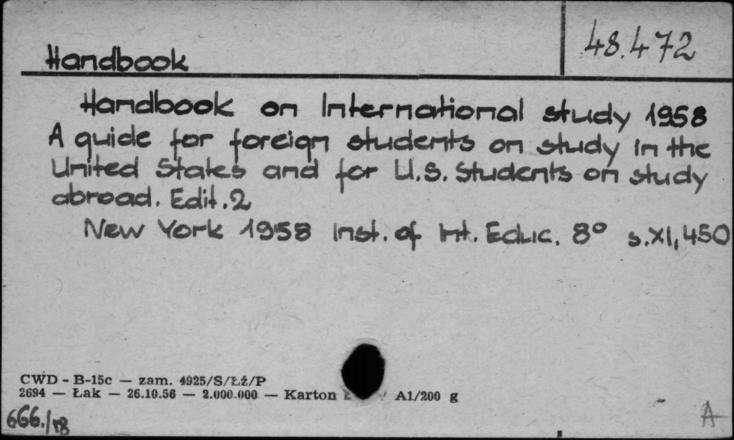 48.472
Handbook
Handbook on International study 1958
A guide for foreign students on study in the
United States and for U.S. Students on study
abroad. Edit. 2
New York 1958 Inst. of Int. Educ. 8° s. XI, 450
CWD - B-15c — zam. 4925/S/Łź/P
2694 — Łak — 26.10.56 — 2.000.000 — Karton A1/200 g
666./
A